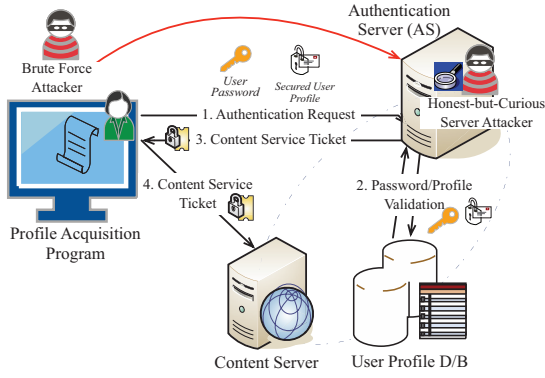 Authentication
Server (AS)
Brute Force
Attacker
User
Password
Secured User
Profile
Honest-but-Curious
Server Attacker
1. Authentication Request
3. Content Service Ticket
4. Content Service
Ticket
2. Password/Profile
Validation
Profile Acquisition
Program
Content Server
User Profile D/B